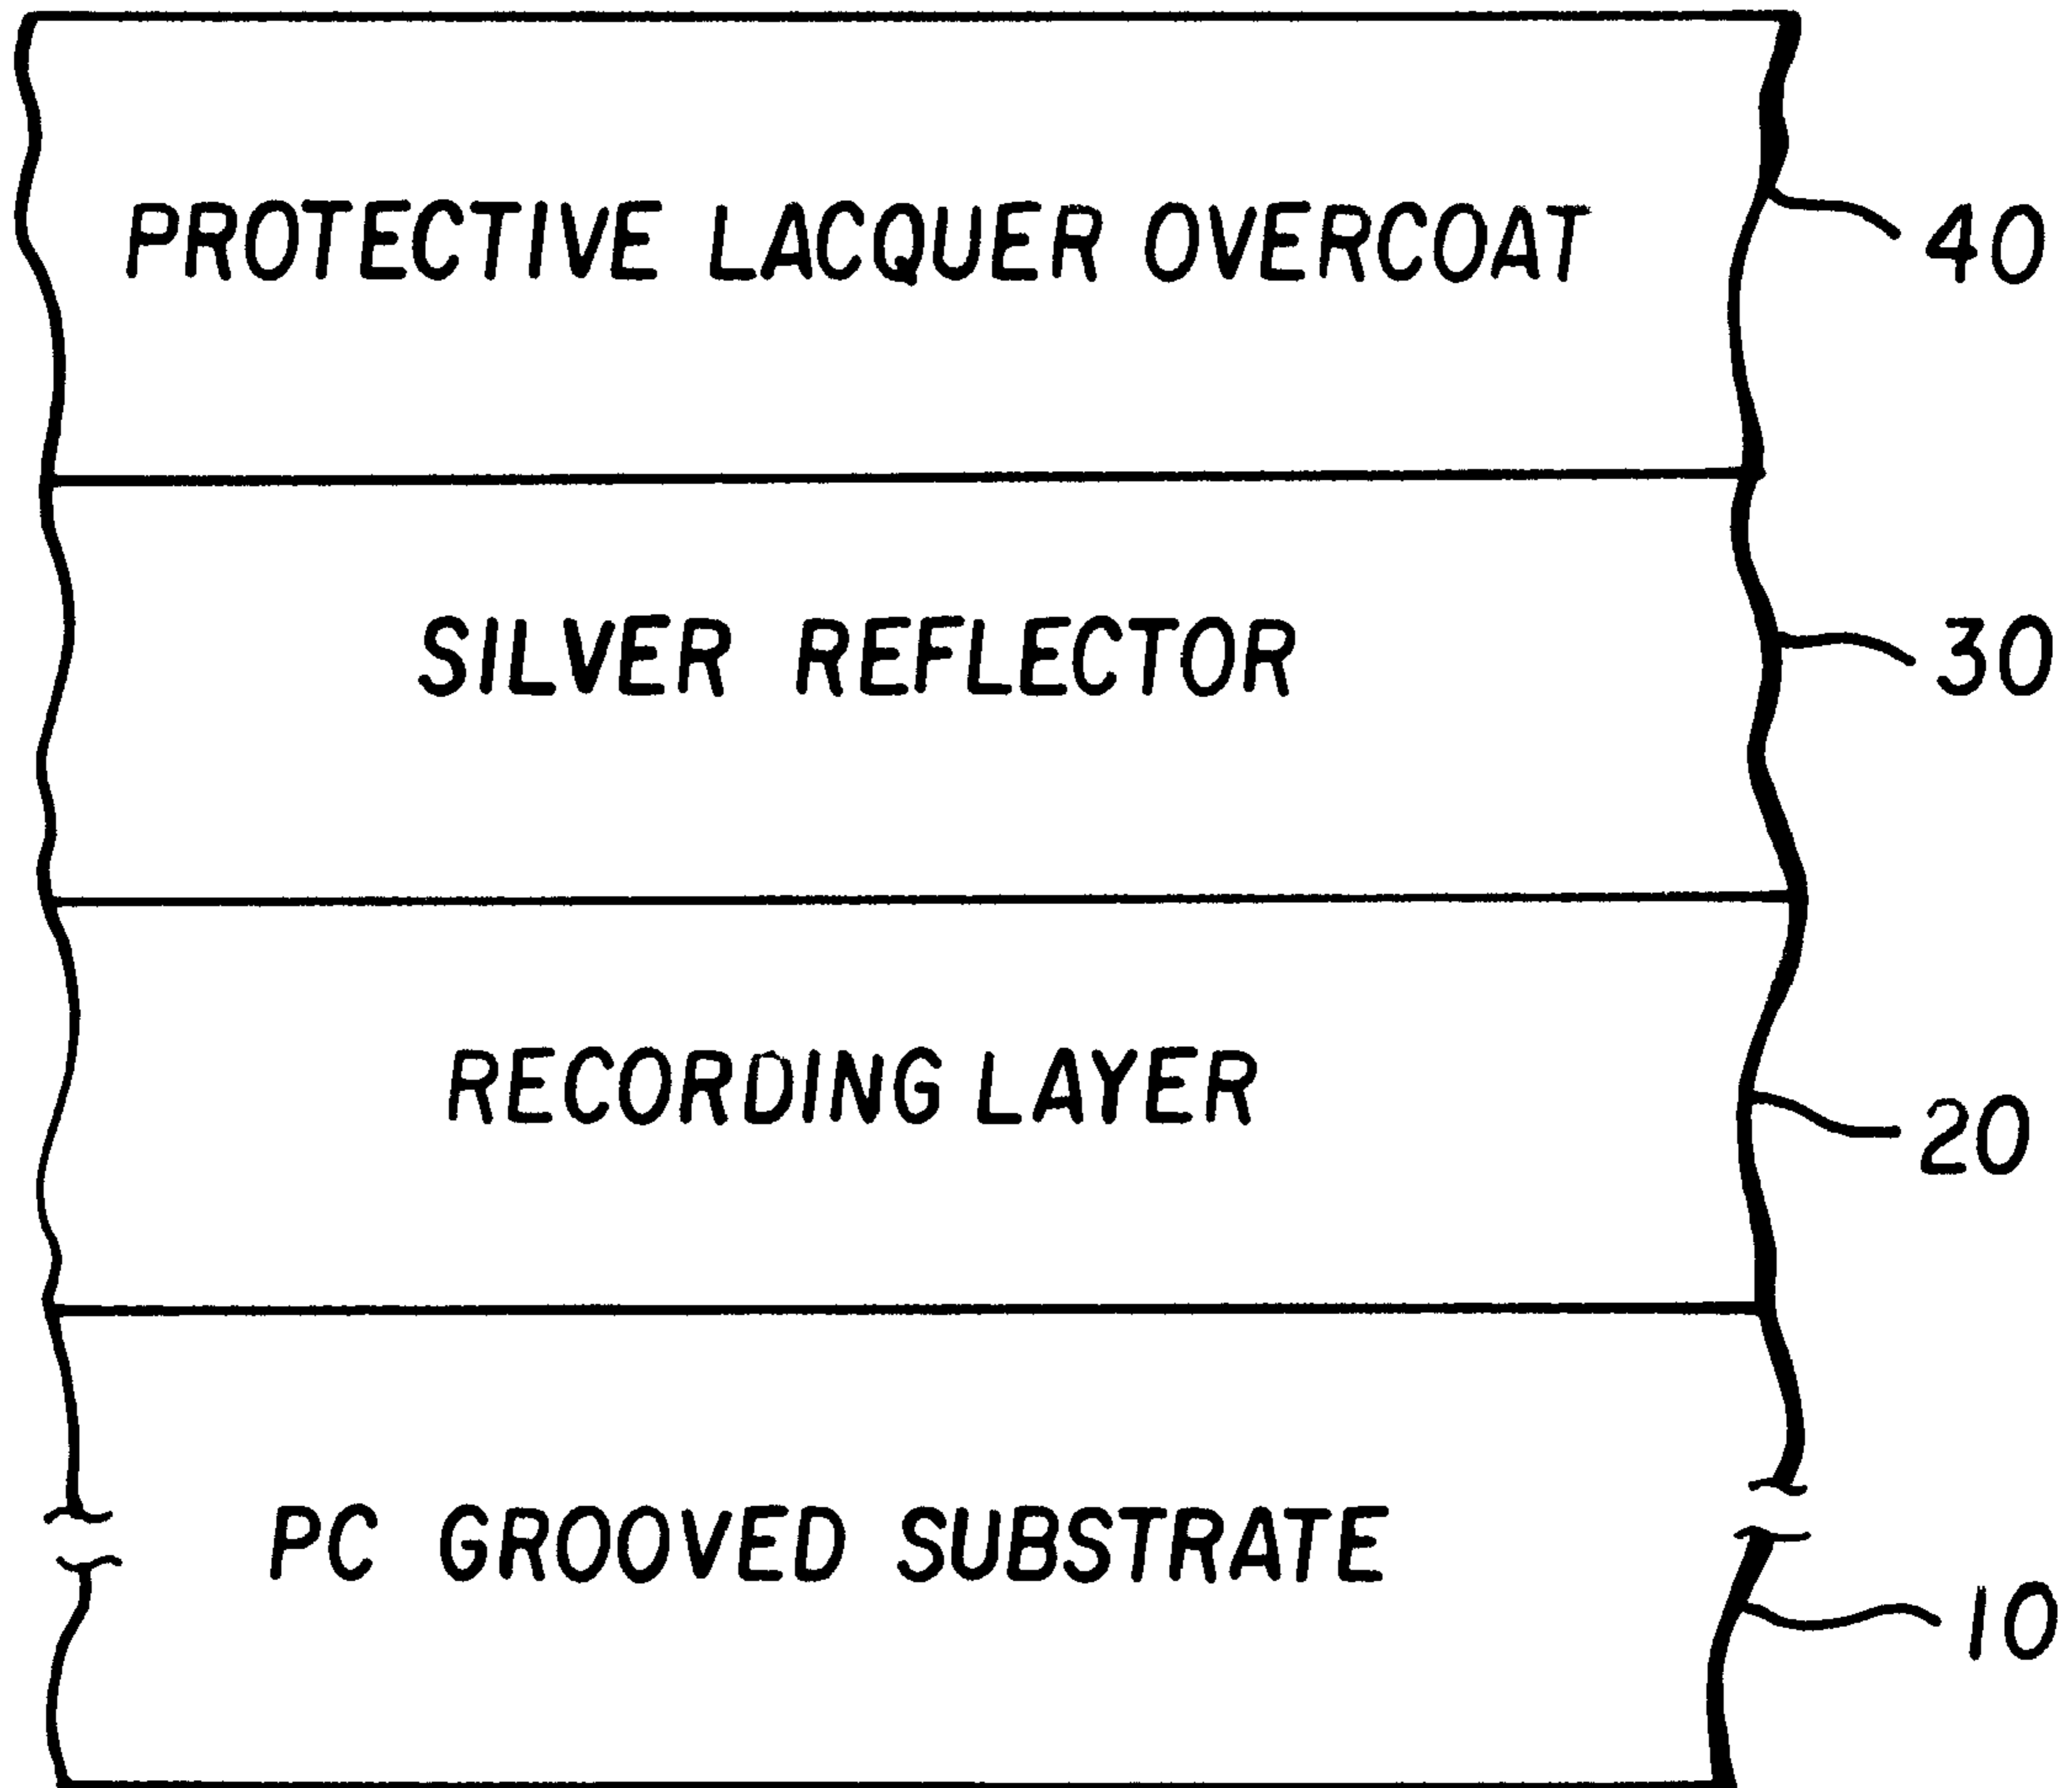 PROTECTIVE LACQUER OVERCOAT
40
SILVER REFLECTOR
30
RECORDING LAYER
20
PC GROOVED SUBSTRATE
10